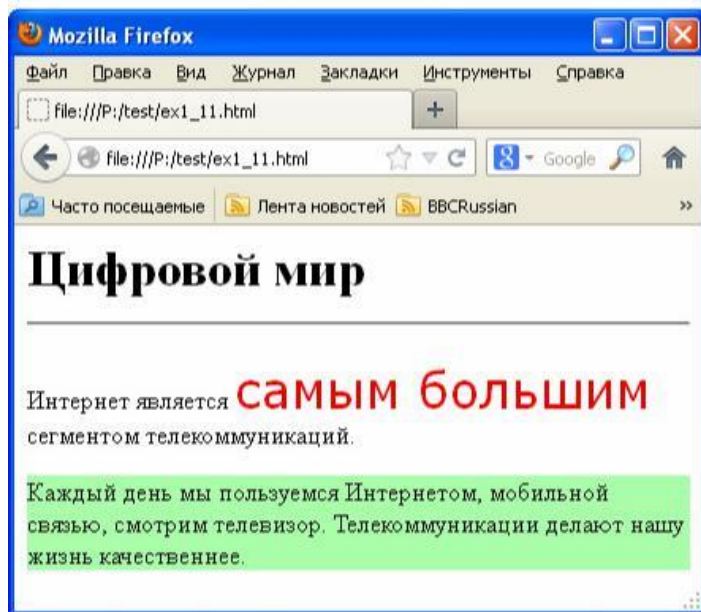 Mozilla Firefox
Файл Правка Вид Журнал Закладки Инструменты Справка
file:///P:/test/ex1_11.html +
file:///P:/test/ex1_11.html 8 Google
Часто посещаемые Лента новостей BBCRussian »
Цифровой мир
Интернет является самым большим
сегментом телекоммуникаций.
Каждый день мы пользуемся Интернетом, мобильной
связью, смотрим телевизор. Телекоммуникации делают нашу
жизнь качественнее.